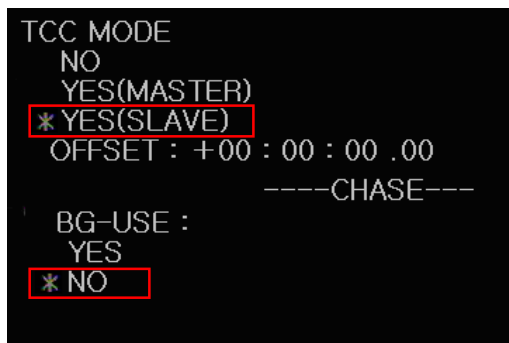 TCC MODE
NO
YES(MASTER)
* YES(SLAVE)
OFFSET : +00 : 00 : 00 .00
----CHASE---
BG-USE :
YES
* NO